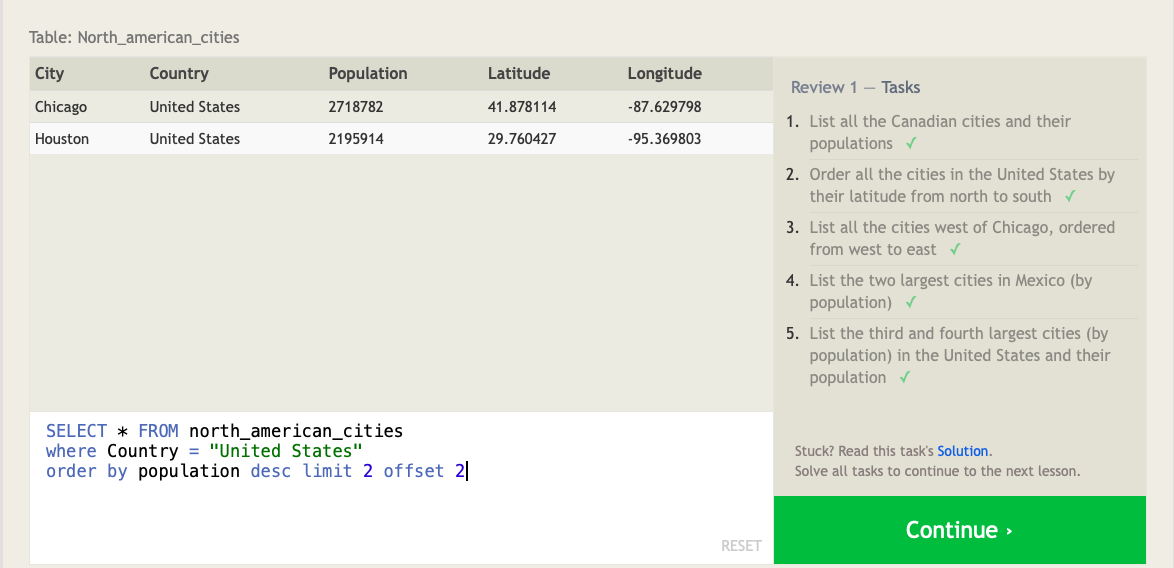 Table: North_american_cities
City Country Population Latitude Longitude
Chicago United States 2718782 41.878114 -87.629798
Houston United States 2195914 29.760427 -95.369803
SELECT * FROM north_american_cities
where Country = "United States"
order by population desc limit 2 offset 2
RESET
Review 1 — Tasks
1. List all the Canadian cities and their
populations ✓
2. Order all the cities in the United States by
their latitude from north to south ✓
3. List all the cities west of Chicago, ordered
from west to east ✓
4. List the two largest cities in Mexico (by
population) ✓
5. List the third and fourth largest cities (by
population) in the United States and their
population ✓
Stuck? Read this task's Solution.
Solve all tasks to continue to the next lesson.
Continue ›